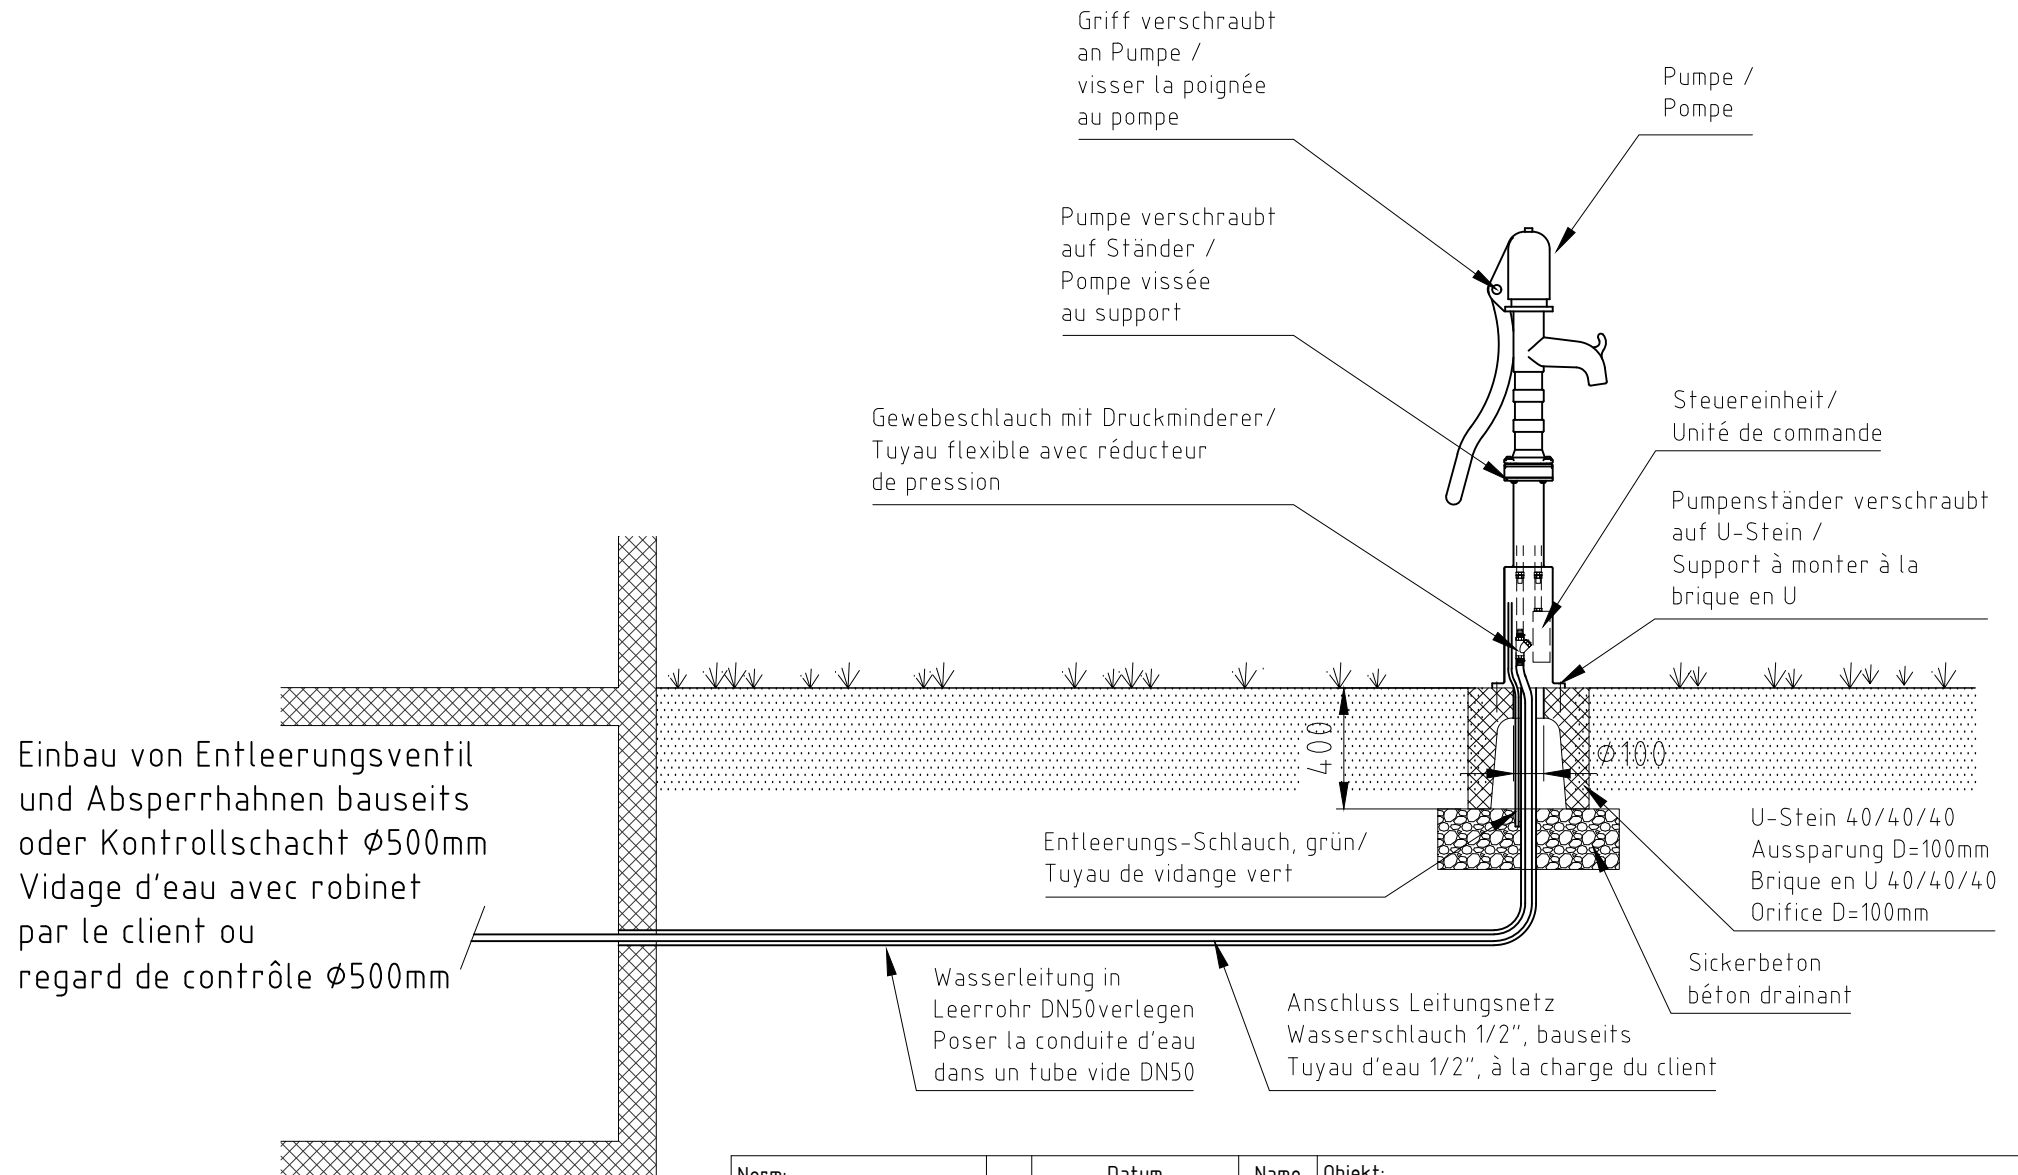 Griff verschraubt
an Pumpe /
visser la poignée
au pompe
Pumpe /
Pompe
Pumpe verschraubt
auf Ständer /
Pompe vissée
au support
Gewebeschlauch mit Druckminderer/
Tuyau flexible avec réducteur
de pression
Steuereinheit/
Unité de commande
Pumpenständer verschraubt
auf U-Stein /
Support à monter à la
brique en U
Einbau von Entleerungsventil
und Absperrhahnen bauseits
oder Kontrollschacht Ø500mm
Vidage d'eau avec robinet
par le client ou
regard de contrôle Ø500mm
400
Ø100
Entleerungs-Schlauch, grün/
Tuyau de vidange vert
U-Stein 40/40/40
Aussparung D=100mm
Brique en U 40/40/40
Orifice D=100mm
Sickerbeton
béton drainant
Wasserleitung in
Leerrohr DN50verlegen
Poser la conduite d'eau
dans un tube vide DN50
Anschluss Leitungsnetz
Wasserschlauch 1/2", bauseits
Tuyau d'eau 1/2", à la charge du client
Norm:
Datum
Name
Objekt: